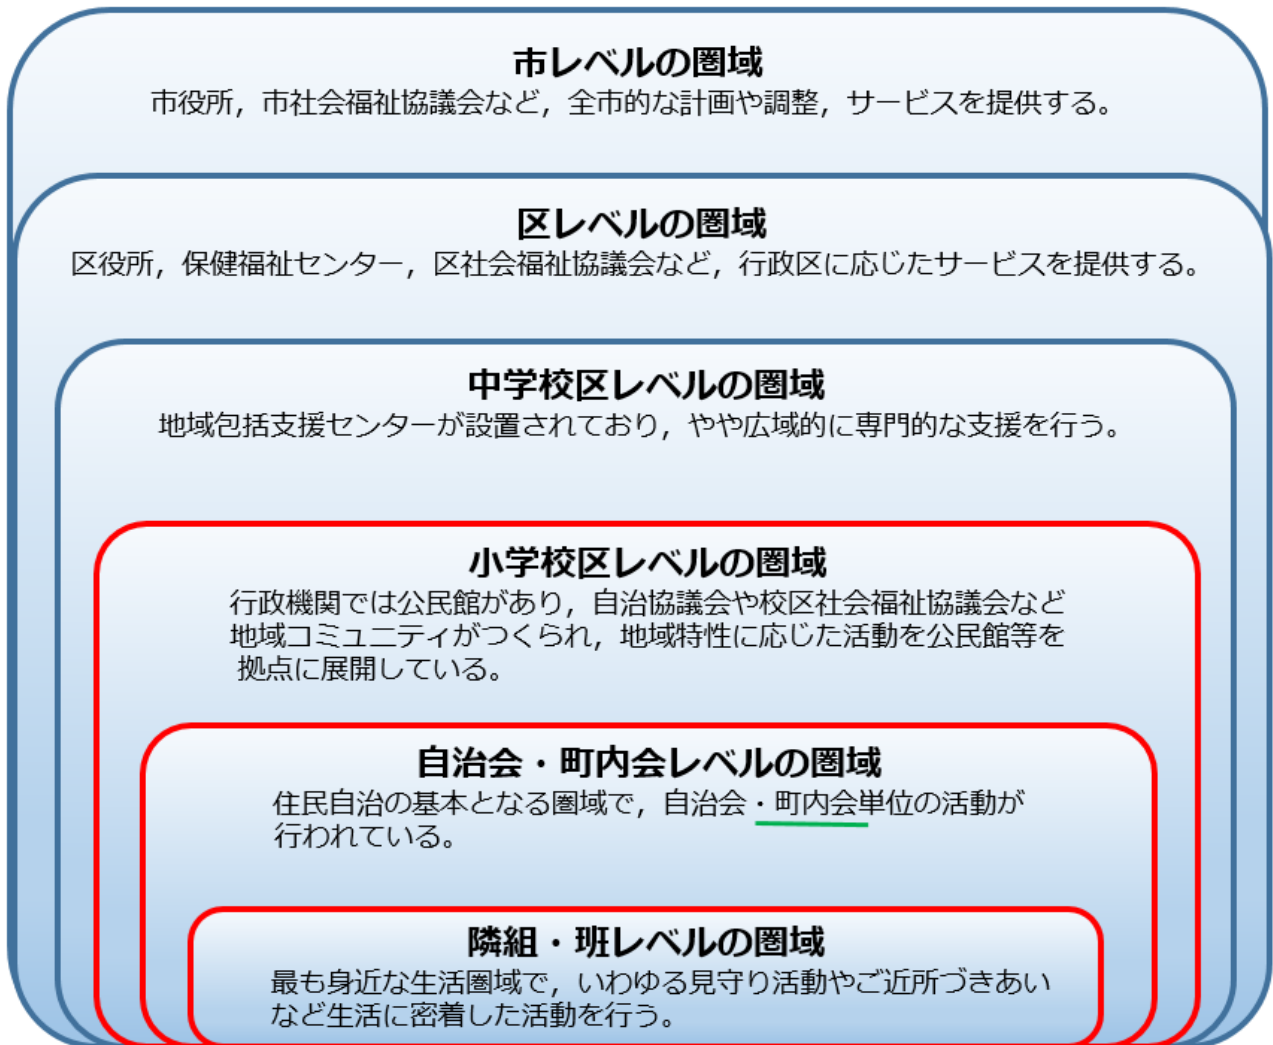 市レベルの圏域
市役所，市社会福祉協議会など，全市的な計画や調整，サービスを提供する。
区レベルの圏域
区役所，保健福祉センター，区社会福祉協議会など，行政区に応じたサービスを提供する。
中学校区レベルの圏域
地域包括支援センターが設置されており，やや広域的に専門的な支援を行う。
小学校区レベルの圏域
行政機関では公民館があり，自治協議会や校区社会福祉協議会など
地域コミュニティがつくられ，地域特性に応じた活動を公民館等を
拠点に展開している。
自治会・町内会レベルの圏域
住民自治の基本となる圏域で，自治会・町内会単位の活動が
行われている。
隣組・班レベルの圏域
最も身近な生活圏域で，いわゆる見守り活動やご近所づきあい
など生活に密着した活動を行う。